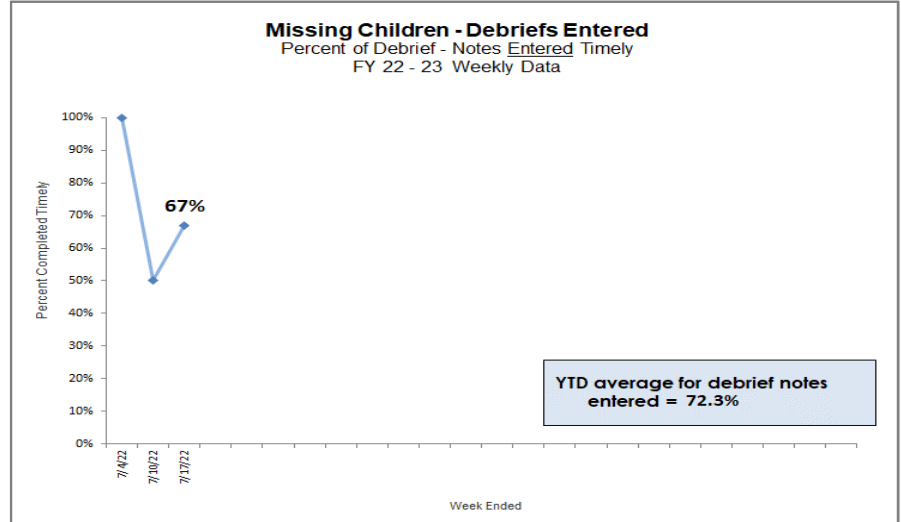 Missing Children - Debriefs Entered
Percent of Debrief - Notes Entered Timely
FY 22 - 23 Weekly Data
100%
90%
80%
70%
60%
50%
40%
30%
20%
10%
0%
Percent Completed Timely
67%
YTD average for debrief notes
entered = 72.3%
7/4/22
7/10/22
7/17/22
Week Ended